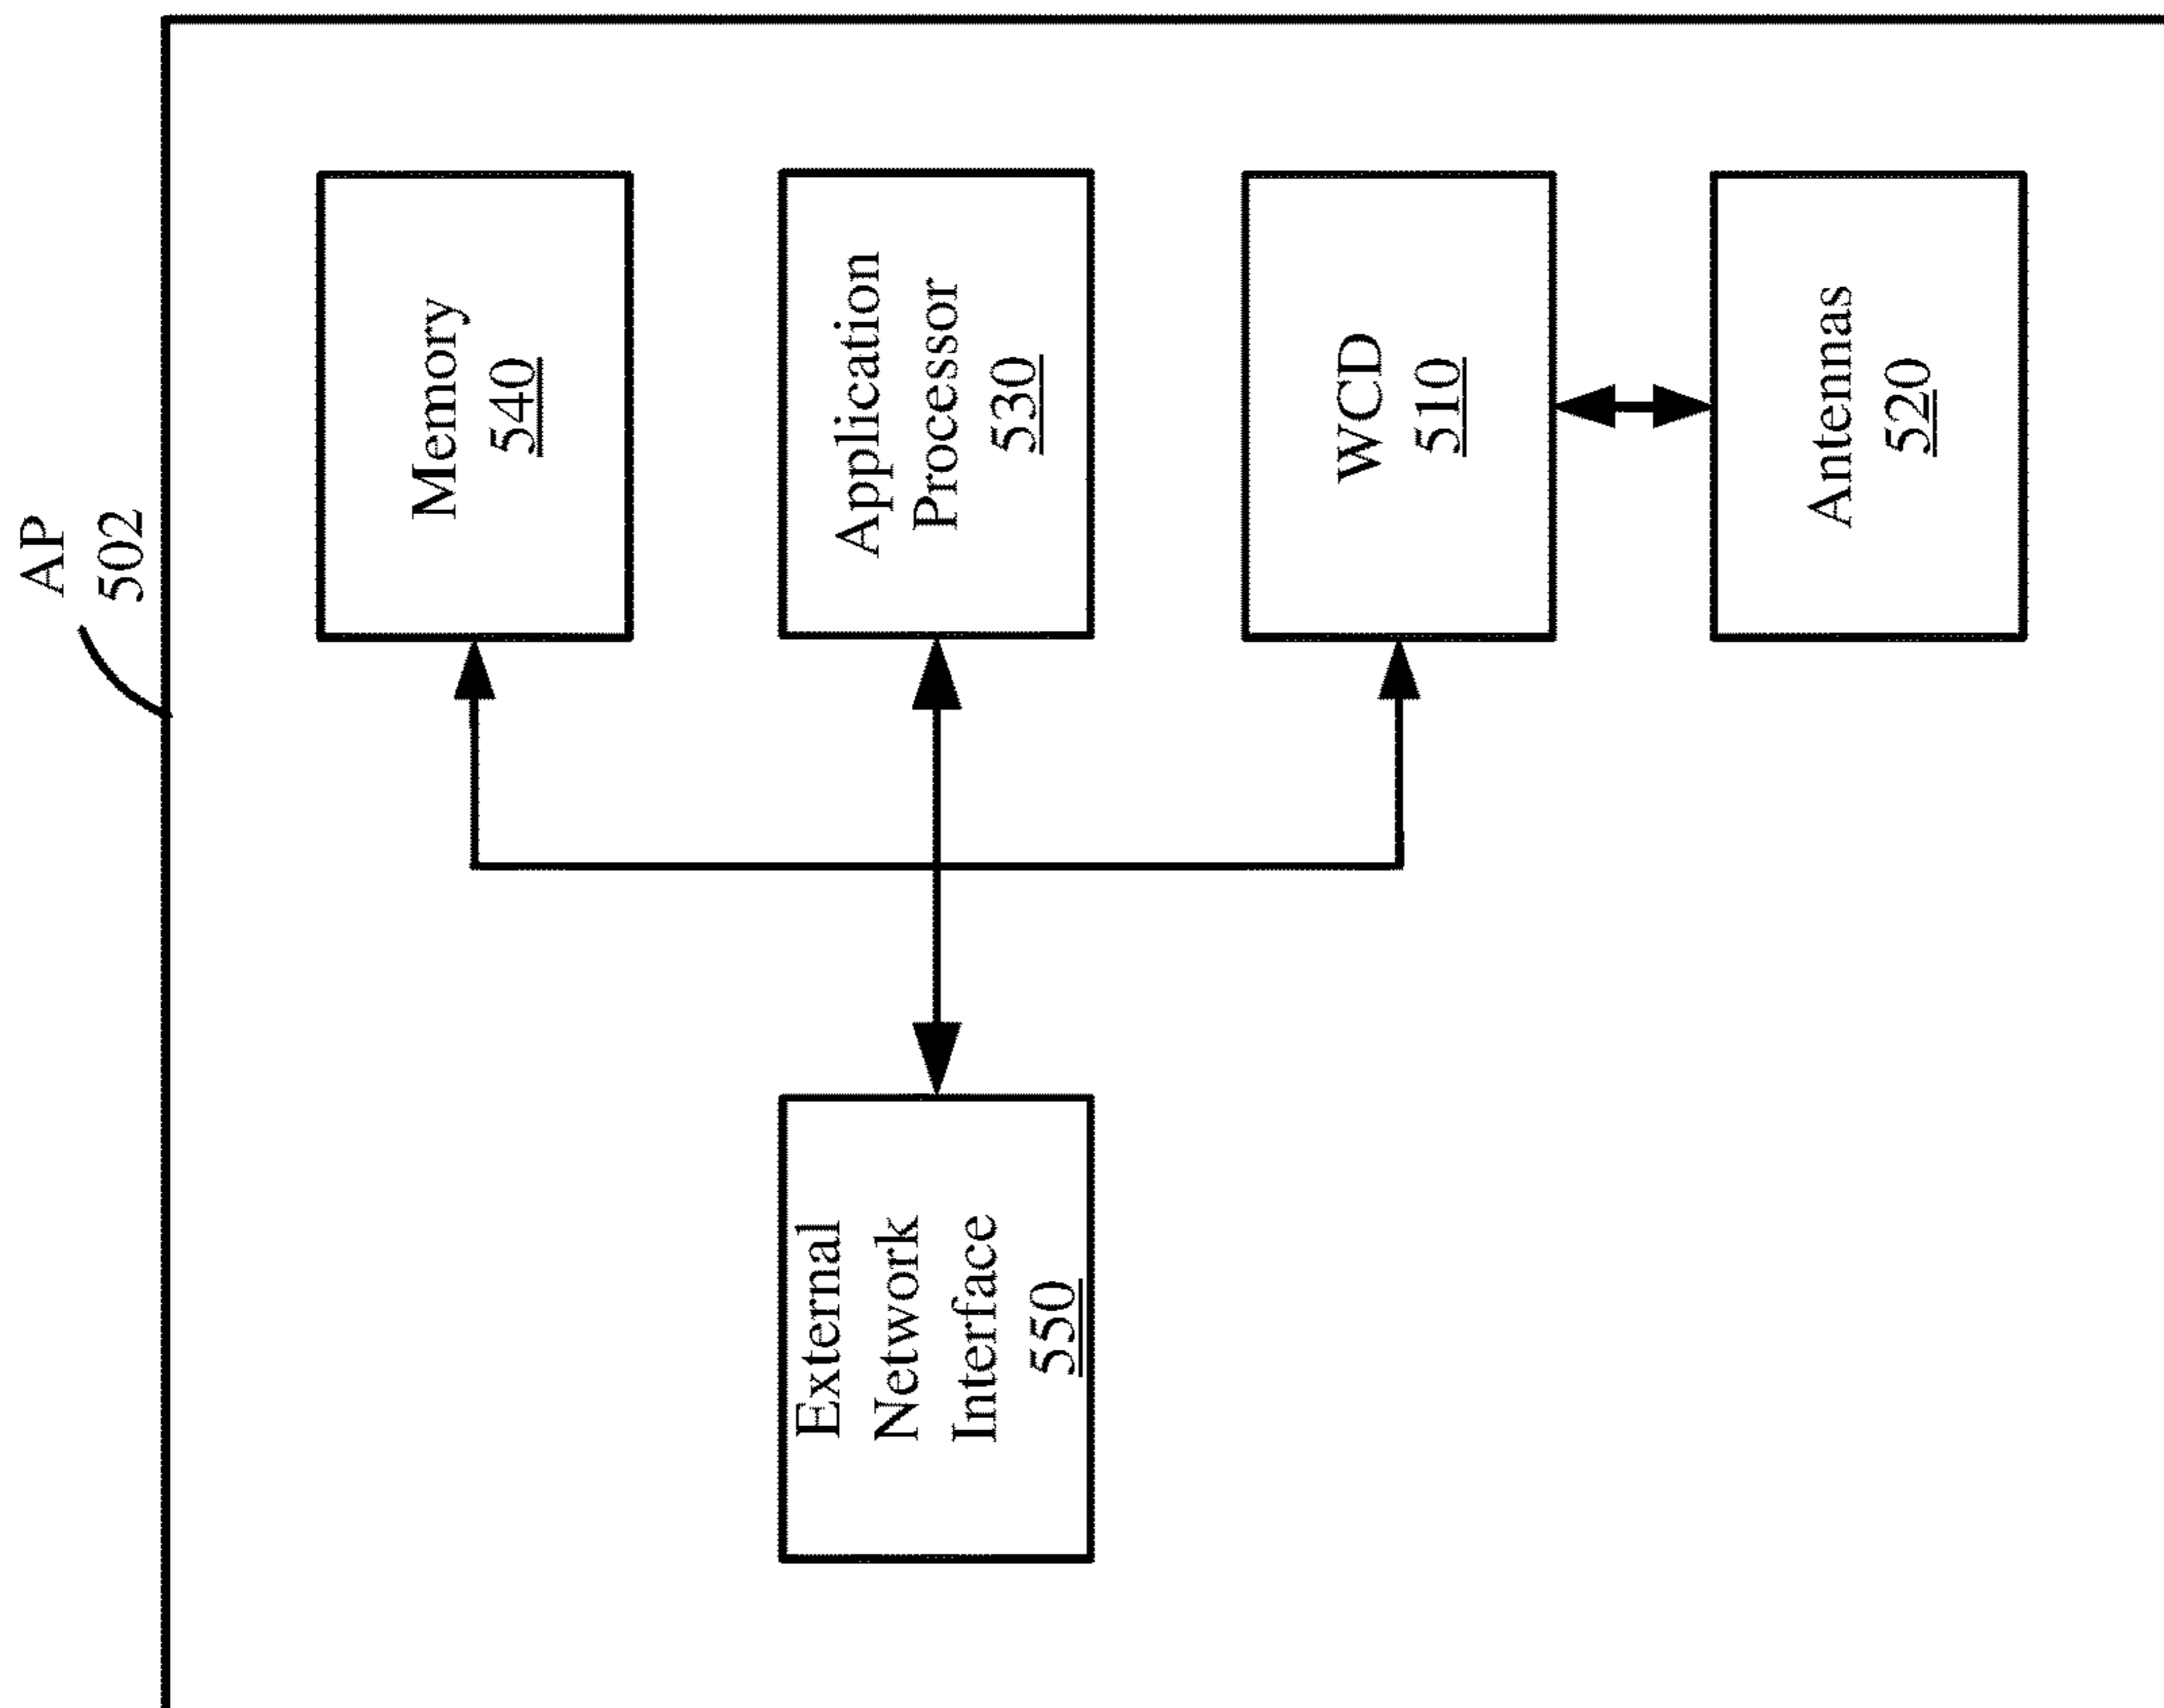 AP
502
Memory
540
Application
Processor
530
WCD
510
Antennas
520
External
Network
Interface
550